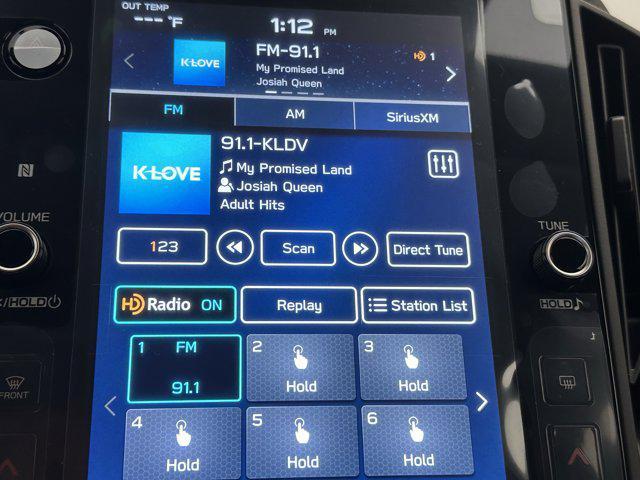 OUT TEMP
--- °F
1:12 PM
K-LOVE
FM-91.1
My Promised Land
Josiah Queen
HD 1
FM
AM
SiriusXM
K-LOVE
91.1-KLDV
My Promised Land
Josiah Queen
Adult Hits
123
Scan
Direct Tune
HD Radio ON
Replay
Station List
1 FM
91.1
2
Hold
3
Hold
4
Hold
5
Hold
6
Hold
N
VOLUME
HOLD
FRONT
TUNE
HOLD